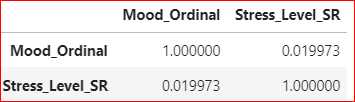 Mood_Ordinal Stress_Level_SR
Mood_Ordinal 1.000000 0.019973
Stress_Level_SR 0.019973 1.000000